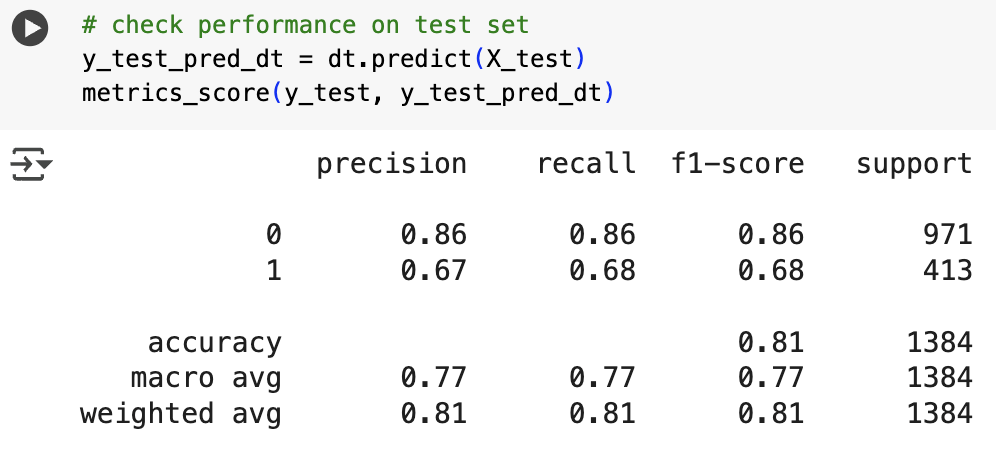 # check performance on test set
y_test_pred_dt = dt.predict(X_test)
metrics_score(y_test, y_test_pred_dt)
precision recall f1-score support
0 0.86 0.86 0.86 971
1 0.67 0.68 0.68 413
accuracy 0.81 1384
macro avg 0.77 0.77 0.77 1384
weighted avg 0.81 0.81 0.81 1384